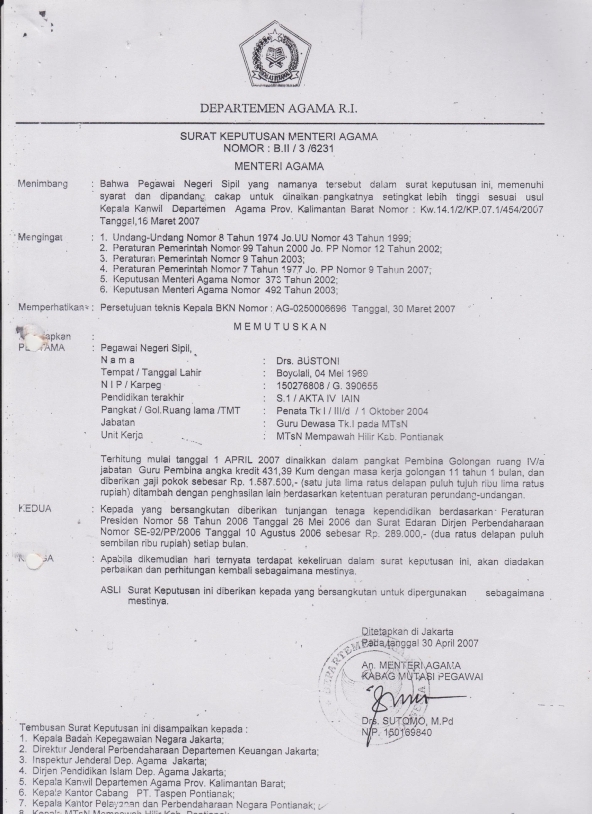 DEPARTEMEN AGAMA R.I.
SURAT KEPUTUSAN MENTERI AGAMA
NOMOR : B.II / 3 /6231
MENTERI AGAMA
Menimbang : Bahwa Pegawai Negeri Sipil yang namanya tersebut dalam surat keputusan ini, memenuhi
syarat dan dipandang cakap untuk dinaikan pangkatnya setingkat lebih tinggi sesuai usul
Kepala Kanwil Departemen Agama Prov. Kalimantan Barat Nomor : Kw.14.1/2/KP.07.1/454/2007
Tanggal,16 Maret 2007
Mengingat : 1. Undang-Undang Nomor 8 Tahun 1974 Jo.UU Nomor 43 Tahun 1999;
2. Peraturan Pemerintah Nomor 99 Tahun 2000 Jo. PP Nomor 12 Tahun 2002;
3. Peraturan Pemerintah Nomor 9 Tahun 2003;
4. Peraturan Pemerintah Nomor 7 Tahun 1977 Jo. PP Nomor 9 Tahun 2007;
5. Keputusan Menteri Agama Nomor 373 Tahun 2002;
6. Keputusan Menteri Agama Nomor 492 Tahun 2003;
Memperhatikan : Persetujuan teknis Kepala BKN Nomor : AG-0250006696 Tanggal, 30 Maret 2007
M E M U T U S K A N
: Pegawai Negeri Sipil,
N a m a : Drs. BUSTONI
Tempat / Tanggal Lahir : Boyolali, 04 Mei 1969
N I P / Karpeg : 150276808 / G. 390655
Pendidikan terakhir : S.1 / AKTA IV IAIN
Pangkat / Gol.Ruang lama /TMT : Penata Tk I / III/d / 1 Oktober 2004
Jabatan : Guru Dewasa Tk.I pada MTsN
Unit Kerja : MTsN Mempawah Hilir Kab. Pontianak
Terhitung mulai tanggal 1 APRIL 2007 dinaikkan dalam pangkat Pembina Golongan ruang IV/a
jabatan Guru Pembina angka kredit 431,39 Kum dengan masa kerja golongan 11 tahun 1 bulan, dan
diberikan gaji pokok sebesar Rp. 1.587.500,- (satu juta lima ratus delapan puluh tujuh ribu lima ratus
rupiah) ditambah dengan penghasilan lain berdasarkan ketentuan peraturan perundang-undangan.
KEDUA : Kepada yang bersangkutan diberikan tunjangan tenaga kependidikan berdasarkan Peraturan
Presiden Nomor 58 Tahun 2006 Tanggal 26 Mei 2006 dan Surat Edaran Dirjen Perbendaharaan
Nomor SE-92/PP/2006 Tanggal 10 Agustus 2006 sebesar Rp. 289.000,- (dua ratus delapan puluh
sembilan ribu rupiah) setiap bulan.
: Apabila dikemudian hari ternyata terdapat kekeliruan dalam surat keputusan ini, akan diadakan
perbaikan dan perhitungan kembali sebagaimana mestinya.
ASLI Surat Keputusan ini diberikan kepada yang bersangkutan untuk dipergunakan sebagaimana
mestinya.
Ditetapkan di Jakarta
Pada tanggal 30 April 2007
An. MENTERI AGAMA
KABAG MUTASI PEGAWAI
Drs. SUTOMO, M.Pd
NIP. 150169840
Tembusan Surat Keputusan ini disampaikan kepada :
1. Kepala Badan Kepegawaian Negara Jakarta;
2. Direktur Jenderal Perbendaharaan Departemen Keuangan Jakarta;
3. Inspektur Jenderal Dep. Agama Jakarta;
4. Dirjen Pendidikan Islam Dep. Agama Jakarta;
5. Kepala Kanwil Departemen Agama Prov. Kalimantan Barat;
6. Kepala Kantor Cabang PT. Taspen Pontianak;
7. Kepala Kantor Pelayanan dan Perbendaharaan Negara Pontianak;
8. Kepala MTsN Mempawah Hilir Kab. Pontianak;